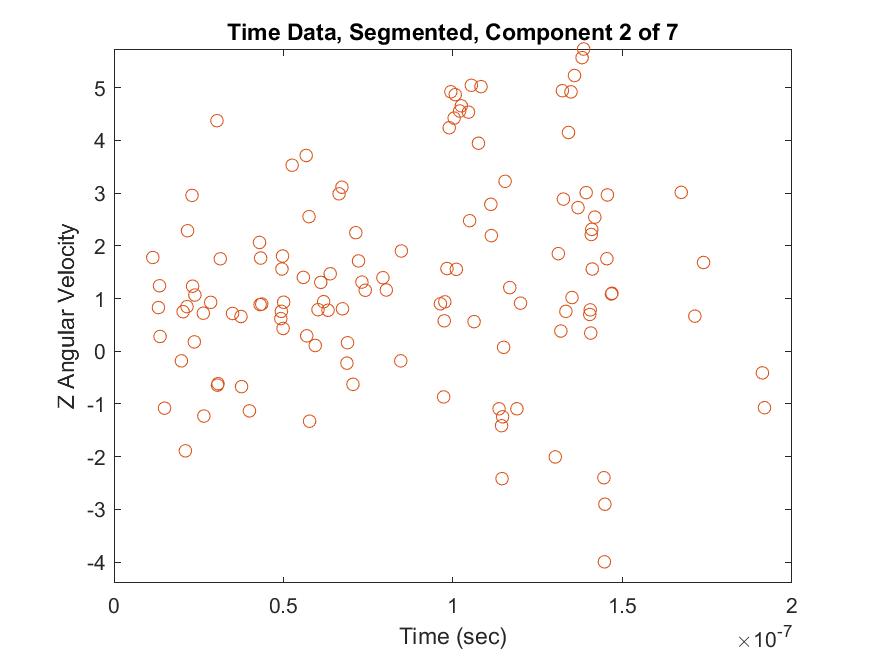 Time Data, Segmented, Component 2 of 7
5
4
3
2
1
0
-1
-2
-3
-4
Z Angular Velocity
0 0.5 1 1.5 2
Time (sec)
×10⁻⁷